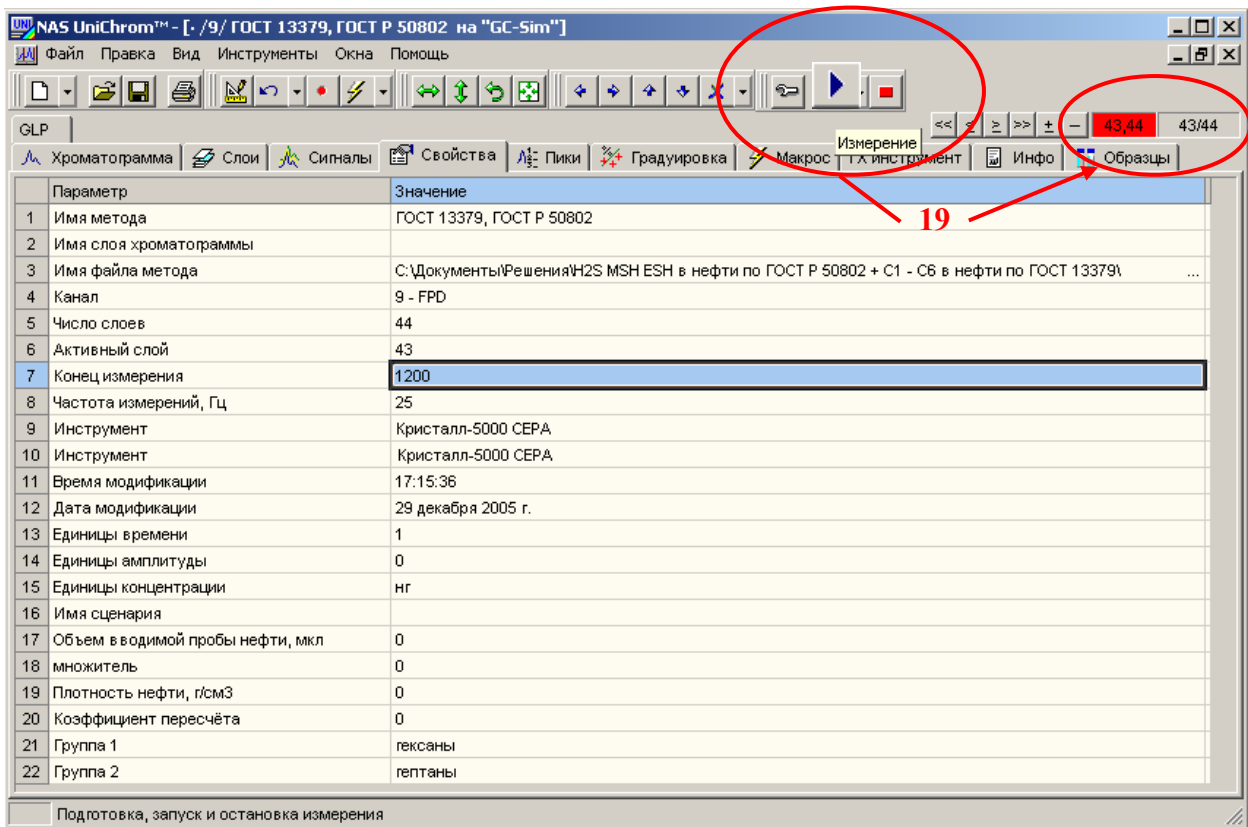 NAS UniChrom™ - [· /9/ ГОСТ 13379, ГОСТ Р 50802 на "GC-Sim"]
Файл Правка Вид Инструменты Окна Помощь
<< < ≥ >> + − 43,44 43/44
GLP
Измерение
Хроматограмма Слои Сигналы Свойства Пики Градуировка Макрос ГХ инструмент Инфо Образцы
Параметр Значение
1 Имя метода ГОСТ 13379, ГОСТ Р 50802
19
2 Имя слоя хроматограммы
3 Имя файла метода C:\Документы\Решения\H2S MSH ESH в нефти по ГОСТ Р 50802 + C1 - C6 в нефти по ГОСТ 13379\ ...
4 Канал 9 - FPD
5 Число слоев 44
6 Активный слой 43
7 Конец измерения 1200
8 Частота измерений, Гц 25
9 Инструмент Кристалл-5000 СЕРА
10 Инструмент Кристалл-5000 СЕРА
11 Время модификации 17:15:36
12 Дата модификации 29 декабря 2005 г.
13 Единицы времени 1
14 Единицы амплитуды 0
15 Единицы концентрации нг
16 Имя сценария
17 Объем вводимой пробы нефти, мкл 0
18 множитель 0
19 Плотность нефти, г/см3 0
20 Коэффициент пересчёта 0
21 Группа 1 гексаны
22 Группа 2 гептаны
Подготовка, запуск и остановка измерения